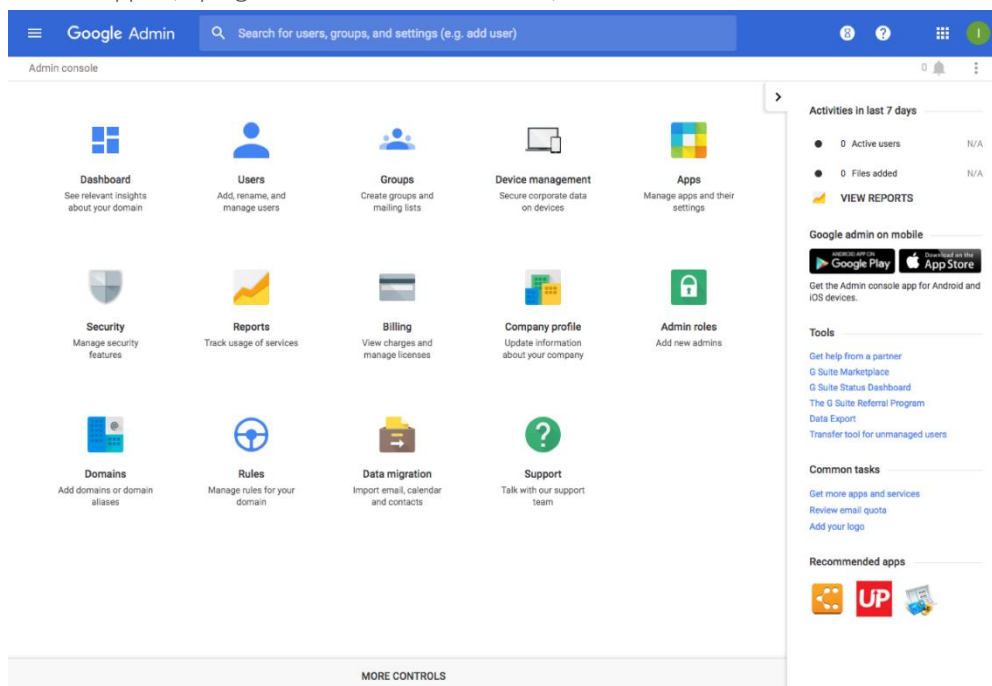 Google Admin
Search for users, groups, and settings (e.g. add user)
8
?
I
Admin console
0
Dashboard
See relevant insights
about your domain
Users
Add, rename, and
manage users
Groups
Create groups and
mailing lists
Device management
Secure corporate data
on devices
Apps
Manage apps and their
settings
Security
Manage security
features
Reports
Track usage of services
Billing
View charges and
manage licenses
Company profile
Update information
about your company
Admin roles
Add new admins
Domains
Add domains or domain
aliases
Rules
Manage rules for your
domain
Data migration
Import email, calendar
and contacts
Support
Talk with our support
team
MORE CONTROLS
Activities in last 7 days
0 Active users N/A
0 Files added N/A
VIEW REPORTS
Google admin on mobile
ANDROID APP ON
Google Play
Download on the
App Store
Get the Admin console app for Android and
iOS devices.
Tools
Get help from a partner
G Suite Marketplace
G Suite Status Dashboard
The G Suite Referral Program
Data Export
Transfer tool for unmanaged users
Common tasks
Get more apps and services
Review email quota
Add your logo
Recommended apps
UP